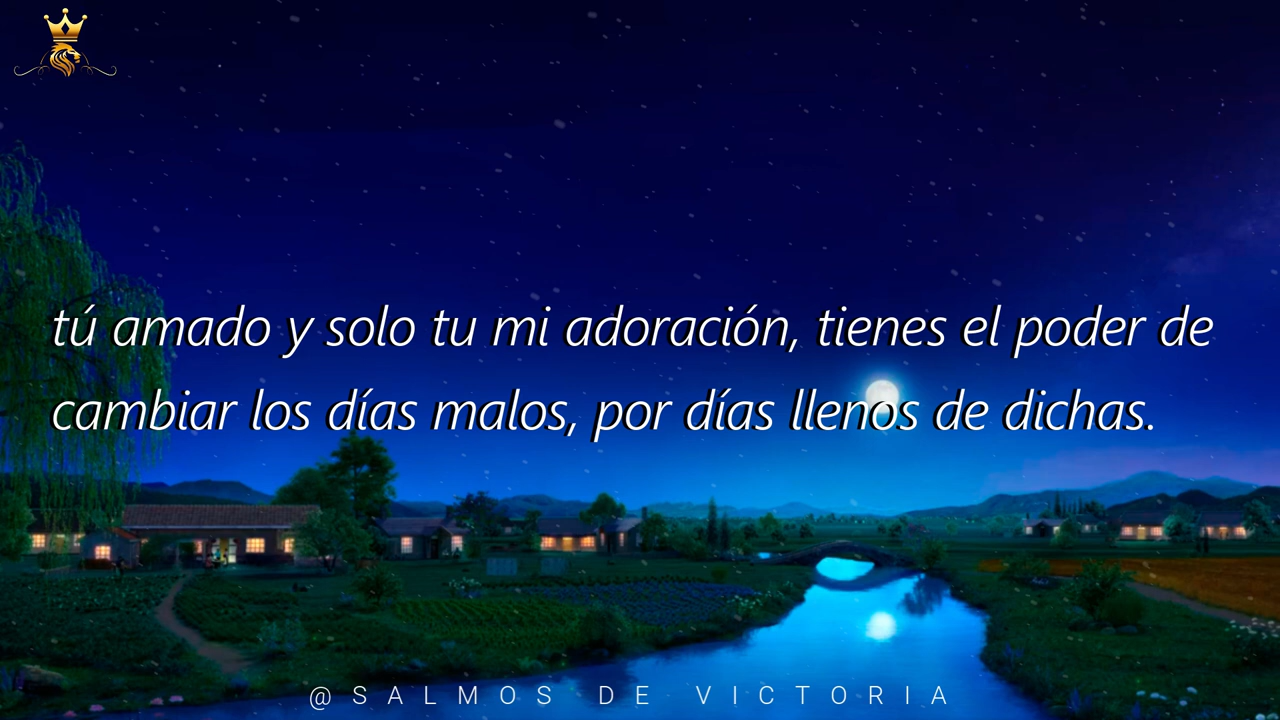 tú amado y solo tu mi adoración, tienes el poder de
cambiar los días malos, por días llenos de dichas.
@SALMOS DE VICTORIA